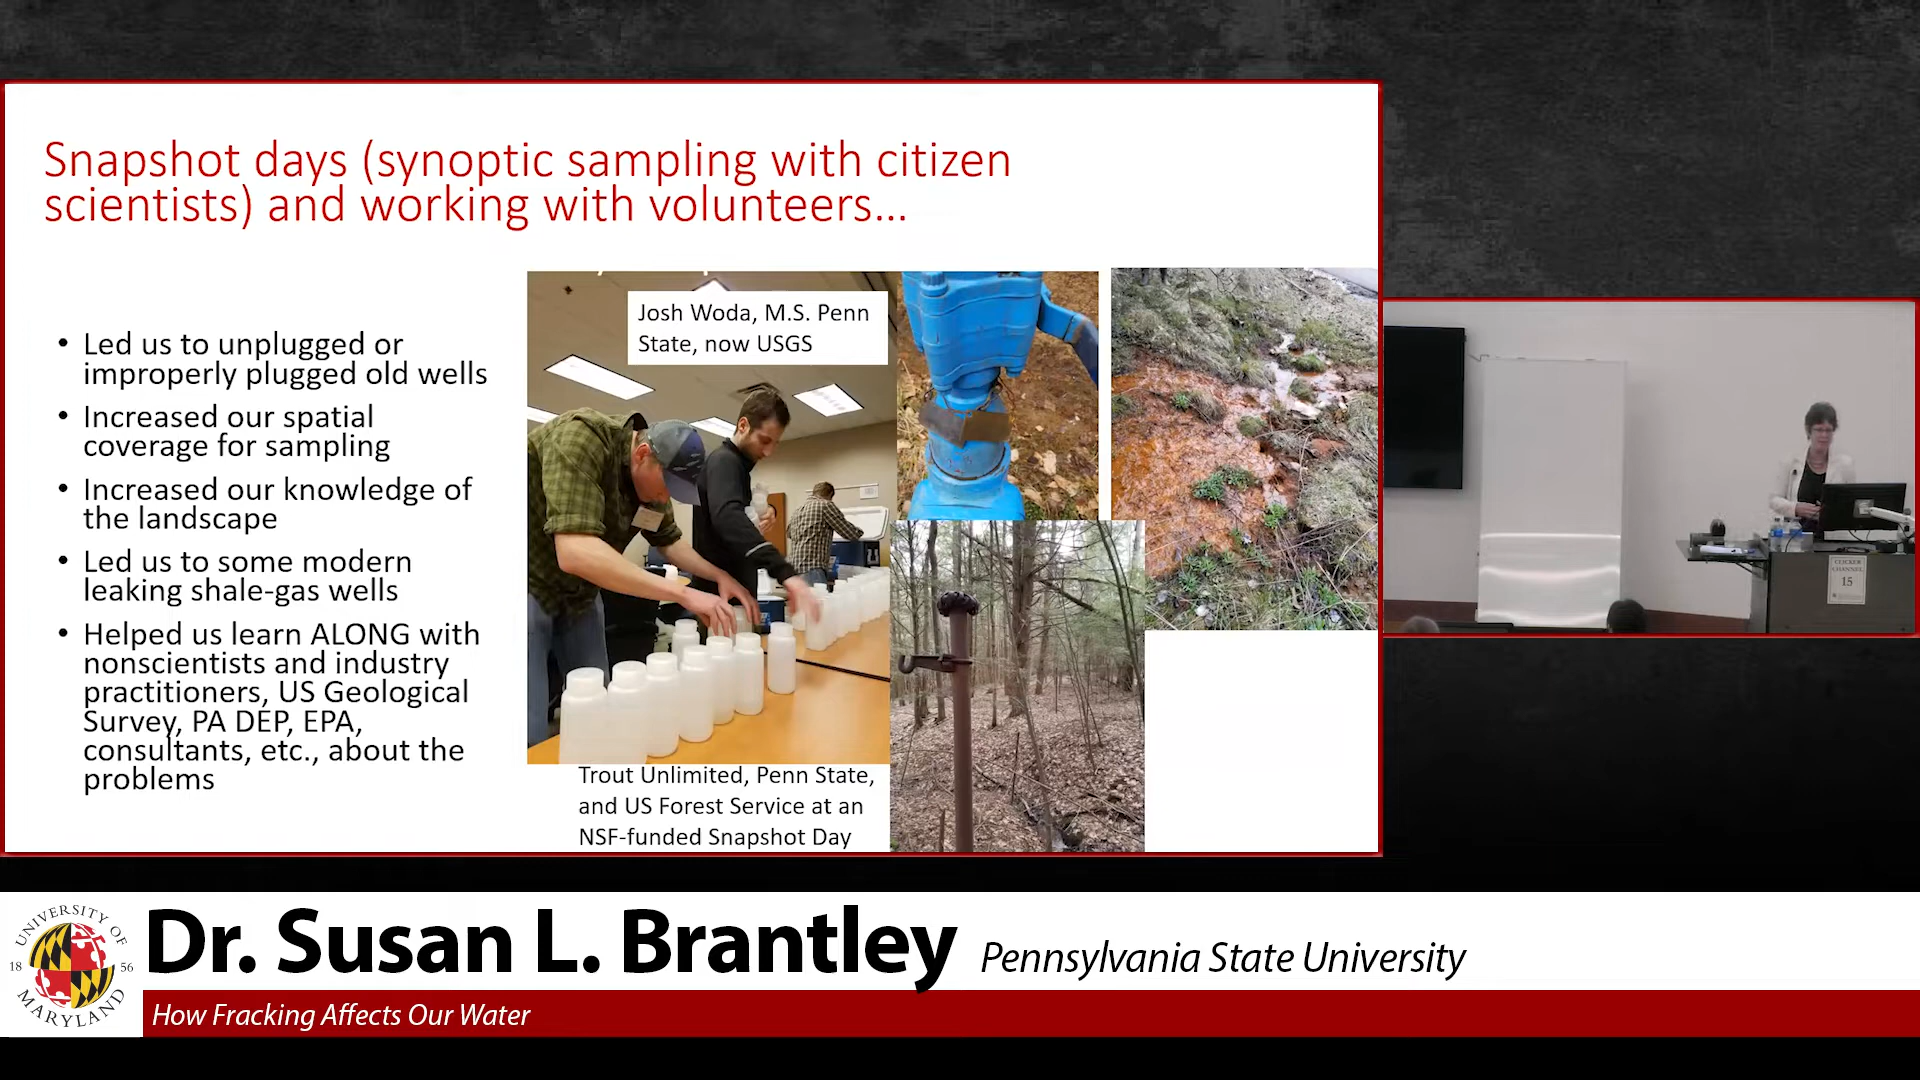 Snapshot days (synoptic sampling with citizen
scientists) and working with volunteers...
• Led us to unplugged or
improperly plugged old wells
• Increased our spatial
coverage for sampling
• Increased our knowledge of
the landscape
• Led us to some modern
leaking shale-gas wells
• Helped us learn ALONG with
nonscientists and industry
practitioners, US Geological
Survey, PA DEP, EPA,
consultants, etc., about the
problems
Josh Woda, M.S. Penn
State, now USGS
Trout Unlimited, Penn State,
and US Forest Service at an
NSF-funded Snapshot Day
CLICKER
CHANNEL
15
UNIVERSITY OF
18 56
MARYLAND
Dr. Susan L. Brantley Pennsylvania State University
How Fracking Affects Our Water